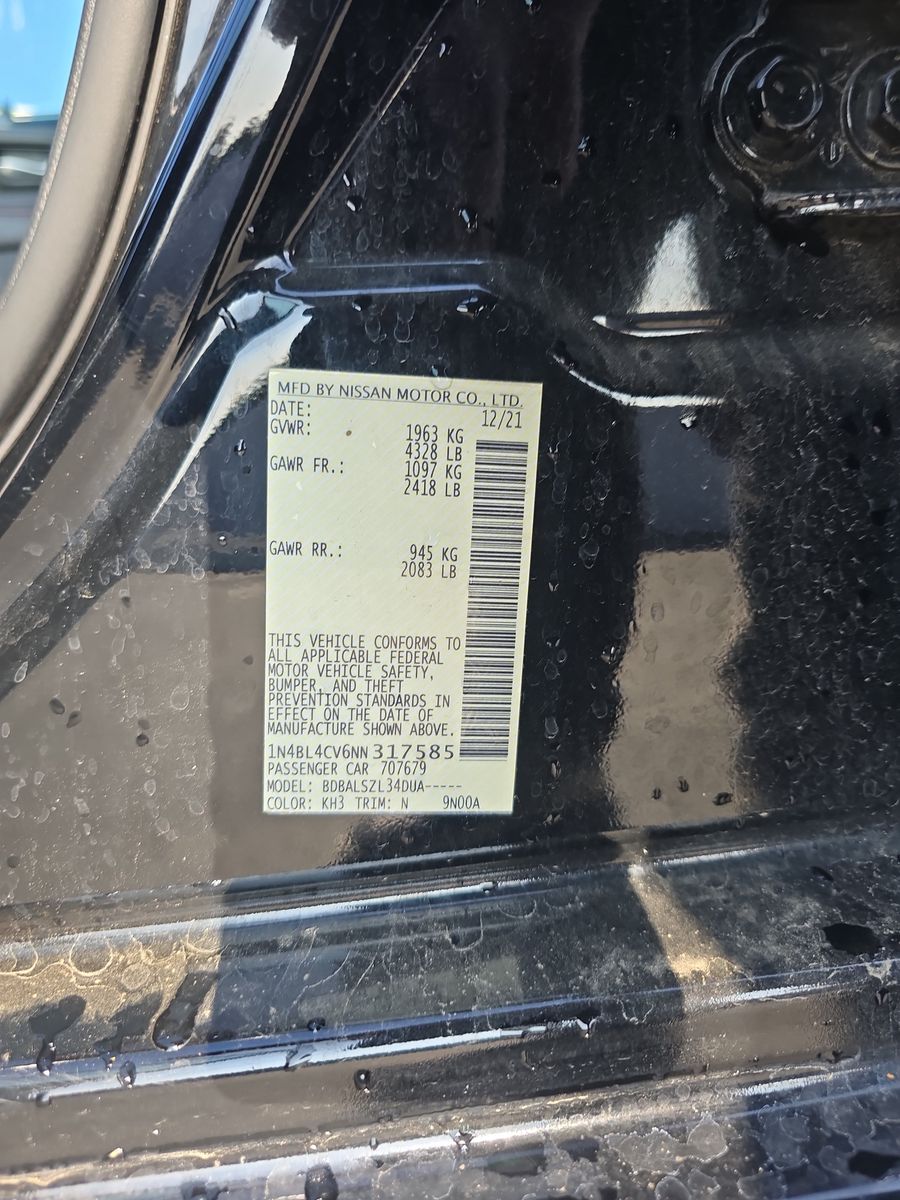 MFD BY NISSAN MOTOR CO., LTD.
DATE: 12/21
GVWR: 1963 KG
4328 LB
GAWR FR.: 1097 KG
2418 LB
GAWR RR.: 945 KG
2083 LB
THIS VEHICLE CONFORMS TO
ALL APPLICABLE FEDERAL
MOTOR VEHICLE SAFETY,
BUMPER, AND THEFT
PREVENTION STANDARDS IN
EFFECT ON THE DATE OF
MANUFACTURE SHOWN ABOVE.
1N4BL4CV6NN317585
PASSENGER CAR 707679
MODEL: BDBALSZL34DUA-----
COLOR: KH3 TRIM: N 9N00A